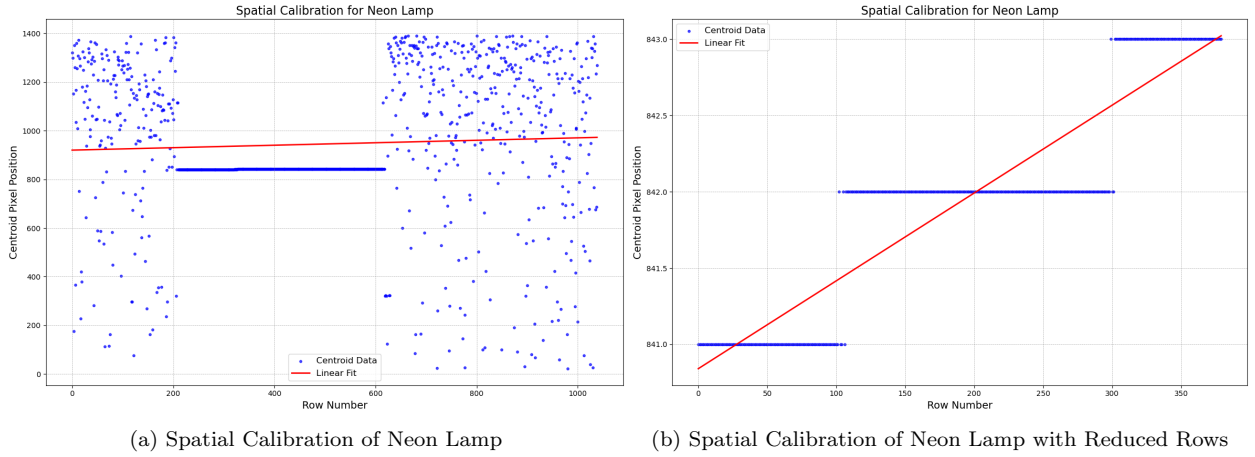 Spatial Calibration for Neon Lamp
1400
1200
1000
800
600
400
200
0
Centroid Pixel Position
Centroid Data
Linear Fit
0 200 400 600 800 1000
Row Number
(a) Spatial Calibration of Neon Lamp
Spatial Calibration for Neon Lamp
Centroid Data
Linear Fit
843.0
842.5
842.0
841.5
841.0
Centroid Pixel Position
0 50 100 150 200 250 300 350
Row Number
(b) Spatial Calibration of Neon Lamp with Reduced Rows